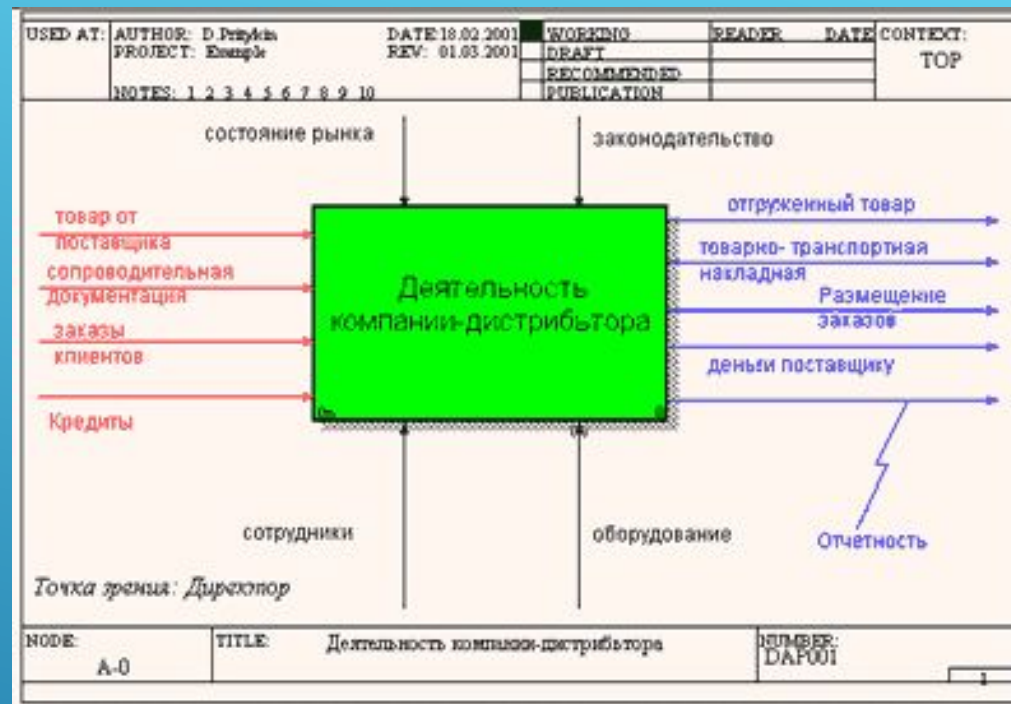 USED AT: AUTHOR: D.Pritykin DATE:18.02.2001 WORKING READER DATE CONTEXT:
PROJECT: Example REV: 01.03.2001 DRAFT TOP
RECOMMENDED
NOTES: 1 2 3 4 5 6 7 8 9 10 PUBLICATION
состояние рынка
законодательство
товар от
поставщика
сопроводительная
документация
заказы
клиентов
Кредиты
Деятельность
компании-дистрибьтора
отгруженный товар
товарно- транспортная
накладная
Размещение
заказов
деньги поставщику
Отчетность
сотрудники
оборудование
Точка зрения: Директор
NODE: TITLE: Деятельность компании-дистрибьтора NUMBER:
A-0 DAP001
1